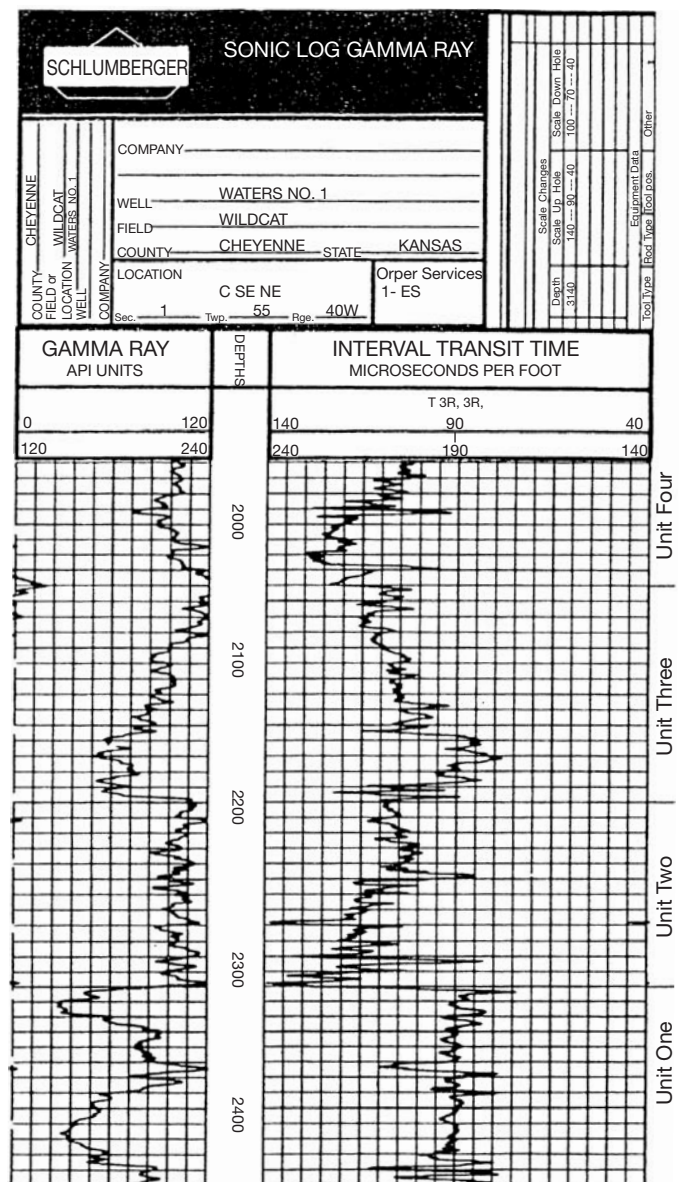 SCHLUMBERGER
SONIC LOG GAMMA RAY
COUNTY CHEYENNE
FIELD or
LOCATION WILDCAT
WELL WATERS NO. 1
COMPANY
COMPANY
WELL WATERS NO. 1
FIELD WILDCAT
COUNTY CHEYENNE STATE KANSAS
LOCATION
C SE NE
Sec. 1 Twp. 55 Rge. 40W
Orper Services
1- ES
Scale Changes
Depth Scale Up Hole Scale Down Hole
3140 140 --- 90 --- 40 100 --- 70 --- 40
Equipment Data
Tool Type Rod Type Tool pos. Other
GAMMA RAY
API UNITS
DEPTHS
INTERVAL TRANSIT TIME
MICROSECONDS PER FOOT
T 3R, 3R,
0 120
120 240
140 90 40
240 190 140
2000
2100
2200
2300
2400
Unit Four
Unit Three
Unit Two
Unit One